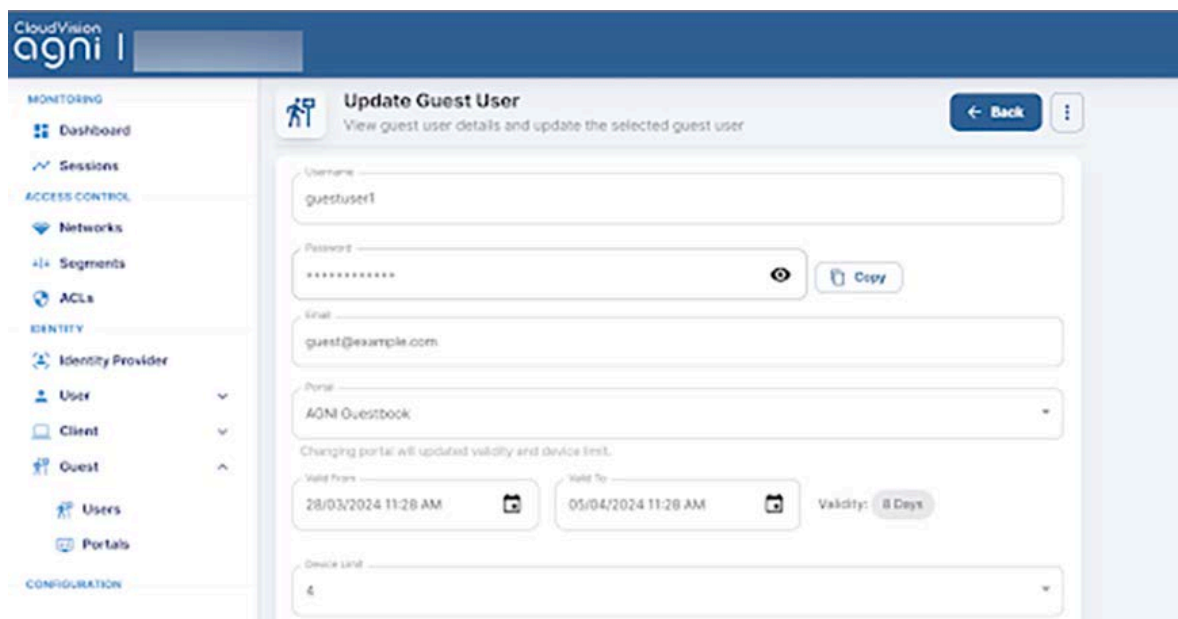 CloudVision
agni |
MONITORING
Dashboard
Sessions
ACCESS CONTROL
Networks
Segments
ACLs
IDENTITY
Identity Provider
User
Client
Guest
Users
Portals
CONFIGURATION
Update Guest User
View guest user details and update the selected guest user
← Back
Username
guestuser1
Password
************
Copy
Email
guest@example.com
Portal
AGNI Guestbook
Changing portal will updated validity and device limit.
Valid From
28/03/2024 11:28 AM
Valid To
05/04/2024 11:28 AM
Validity: 8 Days
Device Limit
4